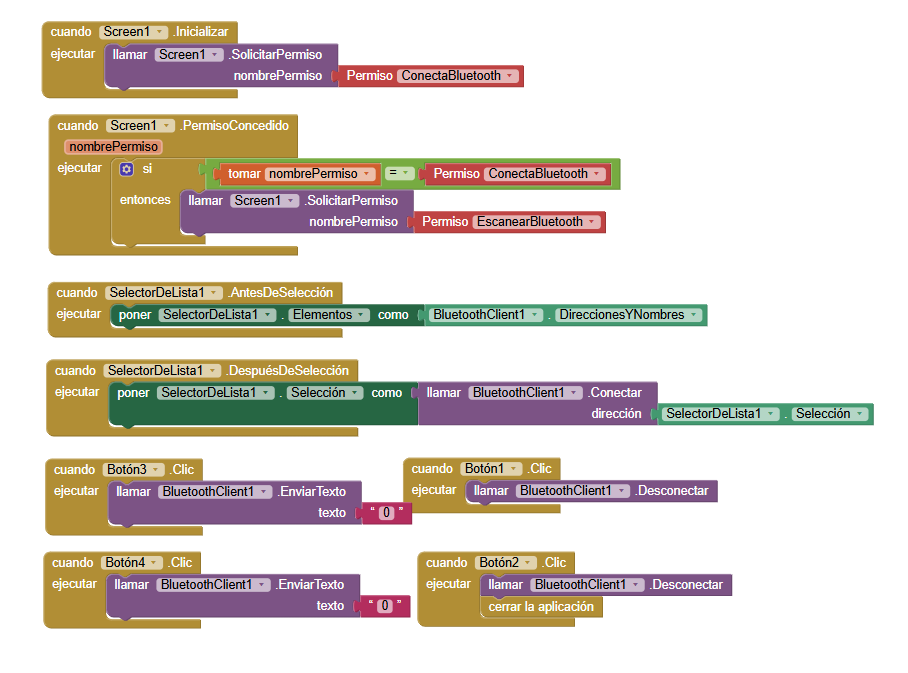 cuando Screen1 .Inicializar
ejecutar llamar Screen1 .SolicitarPermiso
nombrePermiso Permiso ConectaBluetooth
cuando Screen1 .PermisoConcedido
nombrePermiso
ejecutar si tomar nombrePermiso = Permiso ConectaBluetooth
entonces llamar Screen1 .SolicitarPermiso
nombrePermiso Permiso EscanearBluetooth
cuando SelectorDeLista1 .AntesDeSelección
ejecutar poner SelectorDeLista1 . Elementos como BluetoothClient1 . DireccionesYNombres
cuando SelectorDeLista1 .DespuésDeSelección
ejecutar poner SelectorDeLista1 . Selección como llamar BluetoothClient1 .Conectar
dirección SelectorDeLista1 . Selección
cuando Botón3 .Clic
ejecutar llamar BluetoothClient1 .EnviarTexto
texto “ 0 ”
cuando Botón1 .Clic
ejecutar llamar BluetoothClient1 .Desconectar
cuando Botón4 .Clic
ejecutar llamar BluetoothClient1 .EnviarTexto
texto “ 0 ”
cuando Botón2 .Clic
ejecutar llamar BluetoothClient1 .Desconectar
cerrar la aplicación